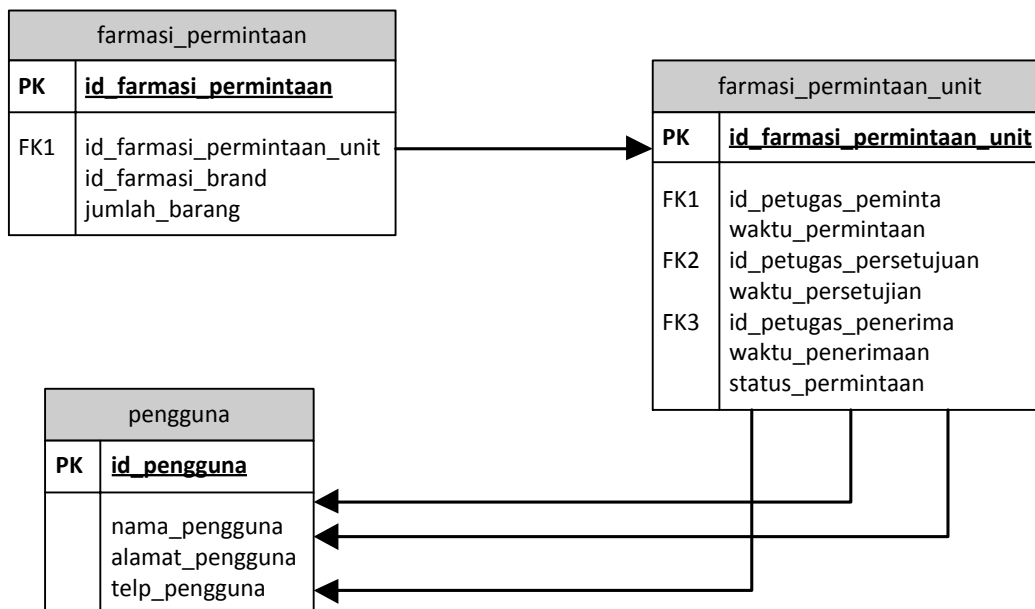 farmasi_permintaan
PK id_farmasi_permintaan
FK1 id_farmasi_permintaan_unit
id_farmasi_brand
jumlah_barang
farmasi_permintaan_unit
PK id_farmasi_permintaan_unit
FK1 id_petugas_peminta
waktu_permintaan
FK2 id_petugas_persetujuan
waktu_persetujian
FK3 id_petugas_penerima
waktu_penerimaan
status_permintaan
pengguna
PK id_pengguna
nama_pengguna
alamat_pengguna
telp_pengguna